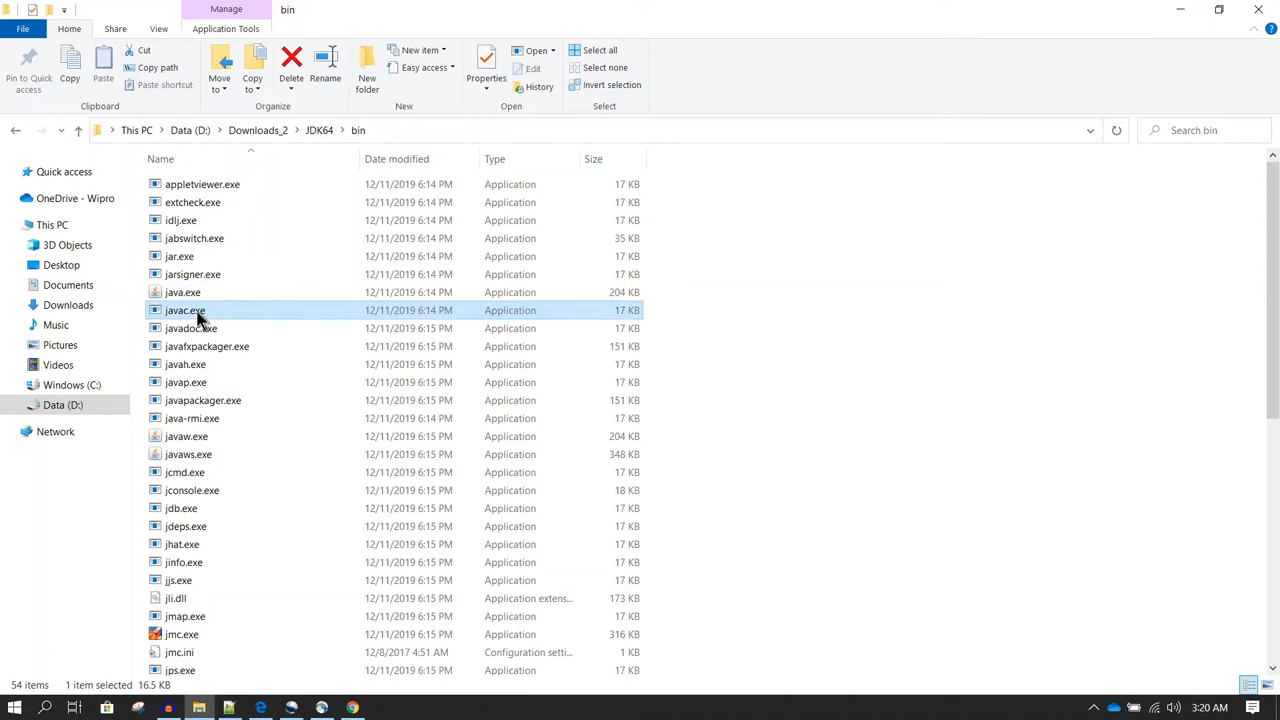 Manage
bin
File
Home
Share
View
Application Tools
Pin to Quick access
Copy
Paste
Cut
Copy path
Paste shortcut
Clipboard
Move to
Copy to
Delete
Rename
Organize
New folder
New item
Easy access
New
Properties
Open
Edit
History
Open
Select all
Select none
Invert selection
Select
This PC > Data (D:) > Downloads_2 > JDK64 > bin
Search bin
Name Date modified Type Size
Quick access
OneDrive - Wipro
This PC
3D Objects
Desktop
Documents
Downloads
Music
Pictures
Videos
Windows (C:)
Data (D:)
Network
appletviewer.exe 12/11/2019 6:14 PM Application 17 KB
extcheck.exe 12/11/2019 6:14 PM Application 17 KB
idlj.exe 12/11/2019 6:14 PM Application 17 KB
jabswitch.exe 12/11/2019 6:14 PM Application 35 KB
jar.exe 12/11/2019 6:14 PM Application 17 KB
jarsigner.exe 12/11/2019 6:14 PM Application 17 KB
java.exe 12/11/2019 6:14 PM Application 204 KB
javac.exe 12/11/2019 6:14 PM Application 17 KB
javadoc.exe 12/11/2019 6:15 PM Application 17 KB
javafxpackager.exe 12/11/2019 6:15 PM Application 151 KB
javah.exe 12/11/2019 6:15 PM Application 17 KB
javap.exe 12/11/2019 6:15 PM Application 17 KB
javapackager.exe 12/11/2019 6:15 PM Application 151 KB
java-rmi.exe 12/11/2019 6:14 PM Application 17 KB
javaw.exe 12/11/2019 6:15 PM Application 204 KB
javaws.exe 12/11/2019 6:15 PM Application 348 KB
jcmd.exe 12/11/2019 6:15 PM Application 17 KB
jconsole.exe 12/11/2019 6:15 PM Application 18 KB
jdb.exe 12/11/2019 6:15 PM Application 17 KB
jdeps.exe 12/11/2019 6:15 PM Application 17 KB
jhat.exe 12/11/2019 6:15 PM Application 17 KB
jinfo.exe 12/11/2019 6:15 PM Application 17 KB
jjs.exe 12/11/2019 6:15 PM Application 17 KB
jli.dll 12/11/2019 6:15 PM Application extens... 173 KB
jmap.exe 12/11/2019 6:15 PM Application 17 KB
jmc.exe 12/11/2019 6:15 PM Application 316 KB
jmc.ini 12/8/2017 4:51 AM Configuration setti... 1 KB
jps.exe 12/11/2019 6:15 PM Application 17 KB
54 items 1 item selected 16.5 KB
3:20 AM